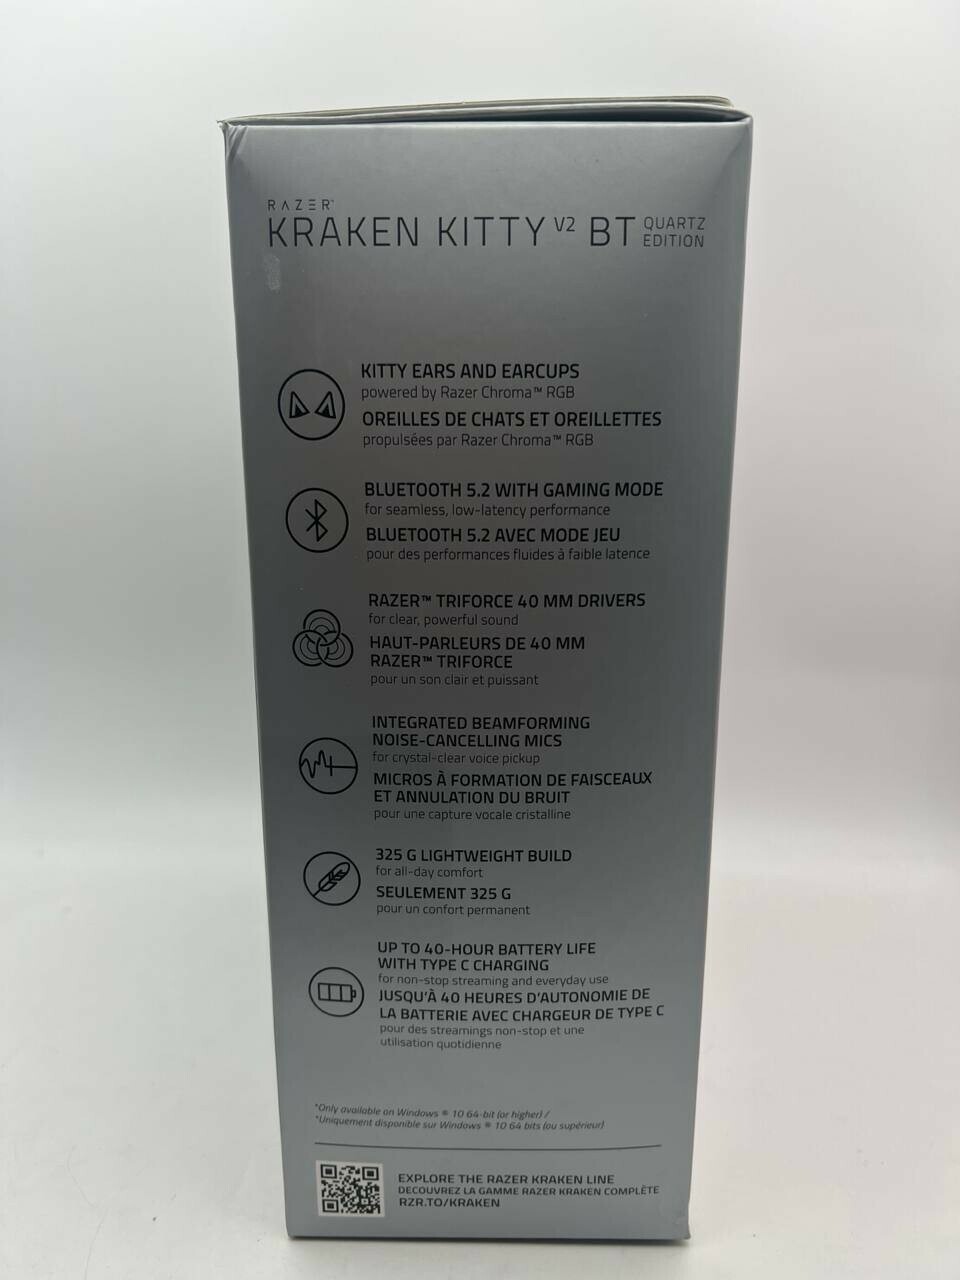 RAZER™
KRAKEN KITTY V2 BT QUARTZ EDITION
KITTY EARS AND EARCUPS
powered by Razer Chroma™ RGB
OREILLES DE CHATS ET OREILLETTES
propulsées par Razer Chroma™ RGB
BLUETOOTH 5.2 WITH GAMING MODE
for seamless, low-latency performance
BLUETOOTH 5.2 AVEC MODE JEU
pour des performances fluides à faible latence
RAZER™ TRIFORCE 40 MM DRIVERS
for clear, powerful sound
HAUT-PARLEURS DE 40 MM
RAZER™ TRIFORCE
pour un son clair et puissant
INTEGRATED BEAMFORMING
NOISE-CANCELLING MICS
for crystal-clear voice pickup
MICROS À FORMATION DE FAISCEAUX
ET ANNULATION DU BRUIT
pour une capture vocale cristalline
325 G LIGHTWEIGHT BUILD
for all-day comfort
SEULEMENT 325 G
pour un confort permanent
UP TO 40-HOUR BATTERY LIFE
WITH TYPE C CHARGING
for non-stop streaming and everyday use
JUSQU'À 40 HEURES D'AUTONOMIE DE
LA BATTERIE AVEC CHARGEUR DE TYPE C
pour des streamings non-stop et une
utilisation quotidienne
*Only available on Windows ® 10 64-bit (or higher) /
*Uniquement disponible sur Windows ® 10 64 bits (ou supérieur)
EXPLORE THE RAZER KRAKEN LINE
DECOUVREZ LA GAMME RAZER KRAKEN COMPLÈTE
RZR.TO/KRAKEN